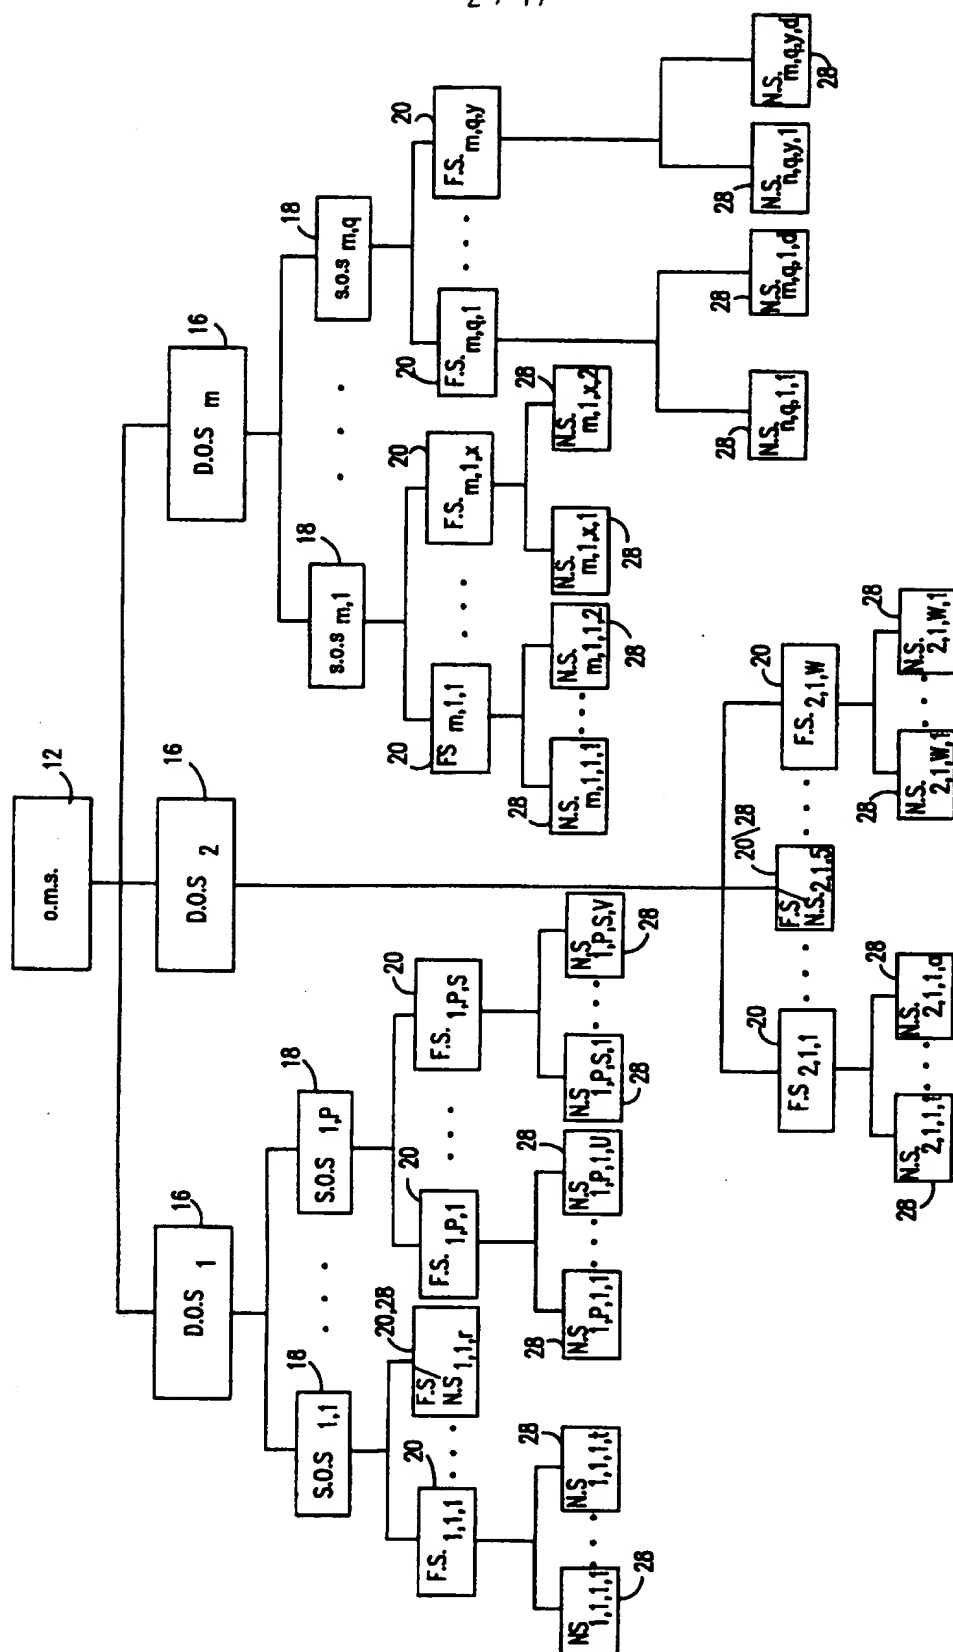 12
o.m.s.
16
D.O.S 1
16
D.O.S 2
16
D.O.S m
18
S.O.S 1,1
18
S.O.S 1,P
18
s.o.s m,1
18
s.o.s m,q
20
F.S. 1,1,1
20,28
F.S/
N.S 1,1,r
20
F.S. 1,P,1
20
F.S. 1,P,S
20
FS m,1,1
20
F.S. m,1,x
20
F.S. m,q,1
20
F.S. m,q,y
NS 1,1,1,1
28
N.S 1,1,1,t
28
N.S 1,P,1,1
28
N.S 1,P,1,U
28
N.S 1,P,S,1
28
N.S 1,P,S,V
28
N.S. m,1,1,1
28
N.S. m,1,1,2
28
N.S. m,1,x,1
28
N.S. m,1,x,2
28
N.S. n,q,1,1
28
N.S. m,q,1,d
28
N.S. n,q,y,1
28
N.S. m,q,y,d
28
20
F.S 2,1,1
20\28
F.S/
N.S. 2,1,5
20
F.S. 2,1,W
N.S. 2,1,1,t
28
N.S. 2,1,1,a
28
N.S. 2,1,W,1
28
N.S. 2,1,W,1
28